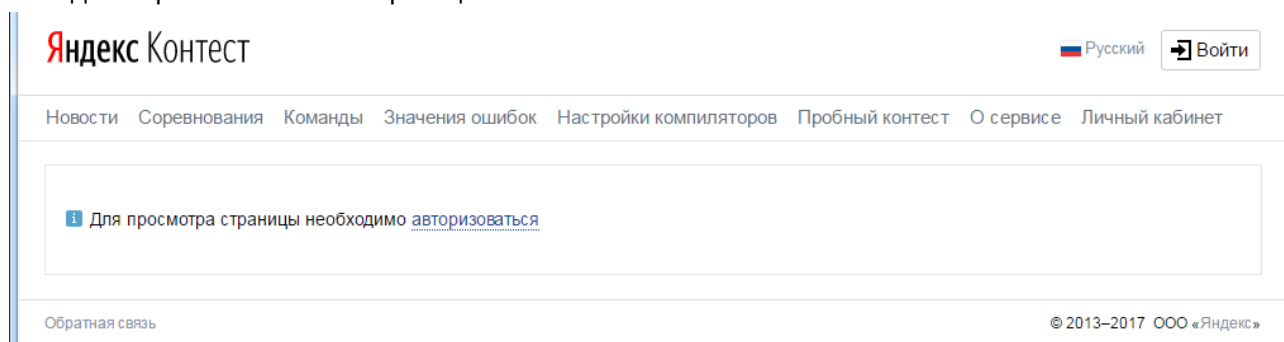 Яндекс Контест
Русский
Войти
Новости Соревнования Команды Значения ошибок Настройки компиляторов Пробный контест О сервисе Личный кабинет
Для просмотра страницы необходимо авторизоваться
Обратная связь
© 2013–2017 ООО «Яндекс»